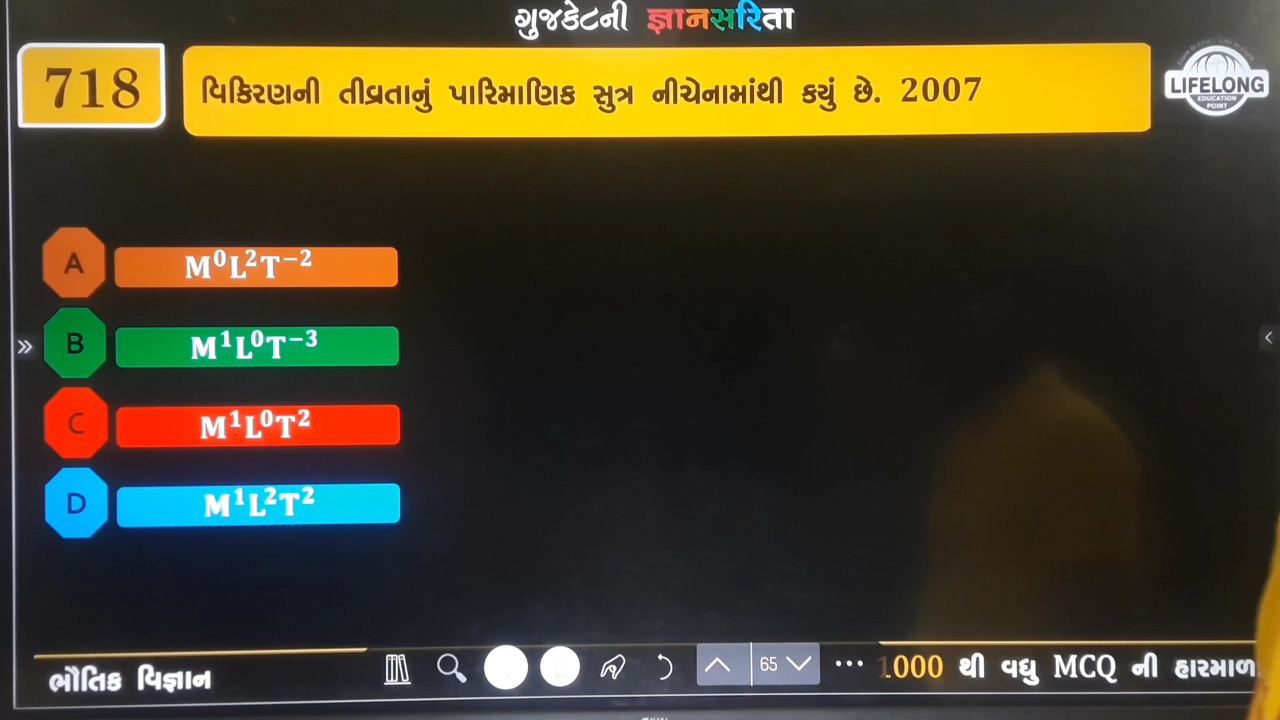 ગુજકેટની જ્ઞાનસરિતા
718
વિકિરણની તીવ્રતાનું પારિમાણિક સુત્ર નીચેનામાંથી કયું છે. 2007
LIFELONG
EDUCATION
POINT
A M⁰L²T⁻²
B M¹L⁰T⁻³
C M¹L⁰T²
D M¹L²T²
ભૌતિક વિજ્ઞાન
65
1000 થી વધુ MCQ ની હારમાળ